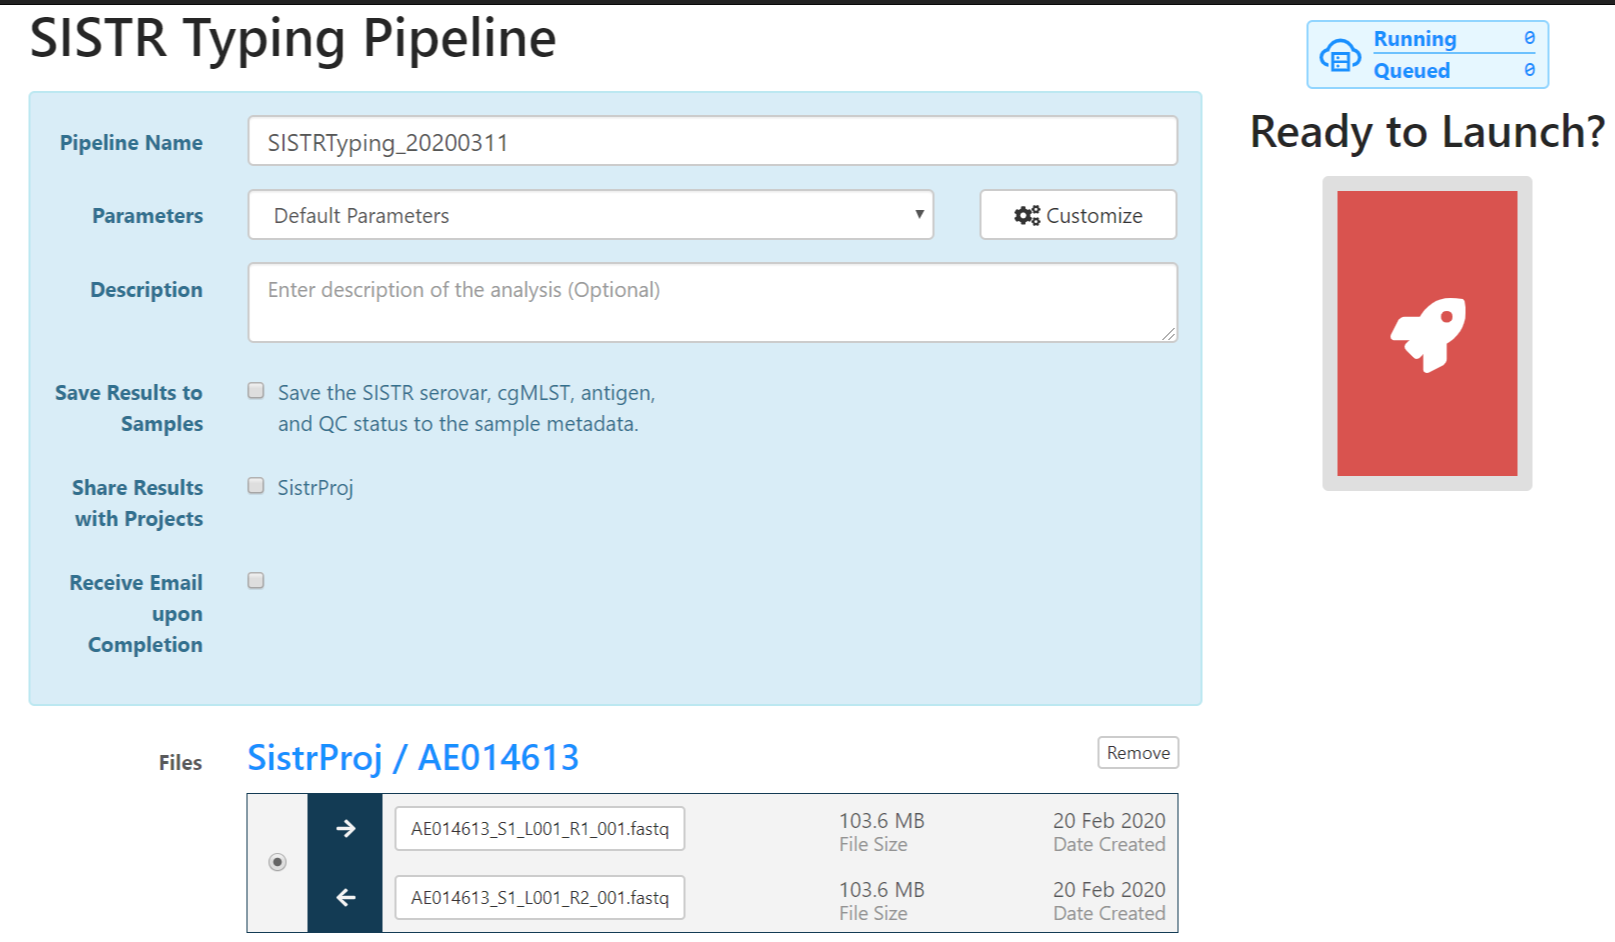 SISTR Typing Pipeline
Running 0
Queued 0
Ready to Launch?
Pipeline Name
SISTRTyping_20200311
Parameters
Default Parameters
Customize
Description
Enter description of the analysis (Optional)
Save Results to
Samples
Save the SISTR serovar, cgMLST, antigen,
and QC status to the sample metadata.
Share Results
with Projects
SistrProj
Receive Email
upon
Completion
Files
SistrProj / AE014613
Remove
AE014613_S1_L001_R1_001.fastq
103.6 MB
File Size
20 Feb 2020
Date Created
AE014613_S1_L001_R2_001.fastq
103.6 MB
File Size
20 Feb 2020
Date Created